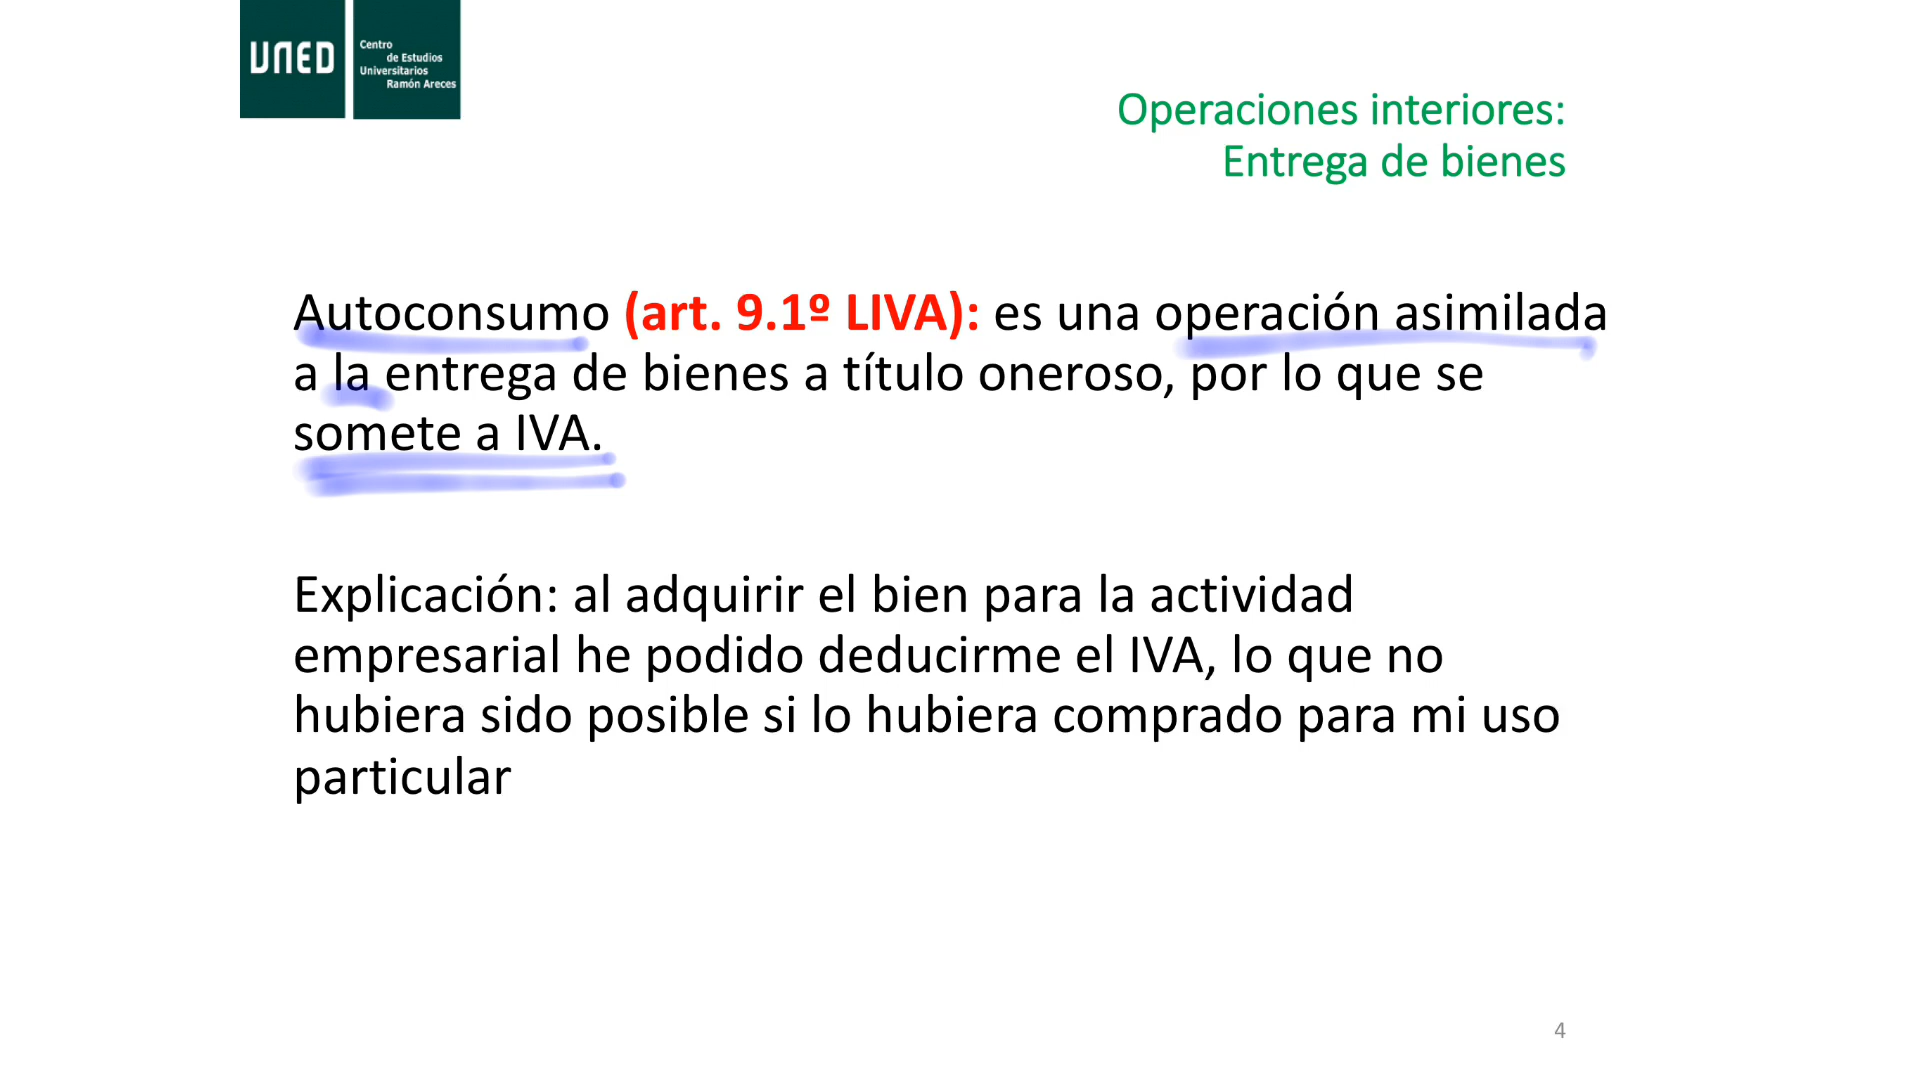 UNED
Centro
de Estudios
Universitarios
Ramón Areces
Operaciones interiores:
Entrega de bienes
Autoconsumo (art. 9.1º LIVA): es una operación asimilada
a la entrega de bienes a título oneroso, por lo que se
somete a IVA.
Explicación: al adquirir el bien para la actividad
empresarial he podido deducirme el IVA, lo que no
hubiera sido posible si lo hubiera comprado para mi uso
particular
4